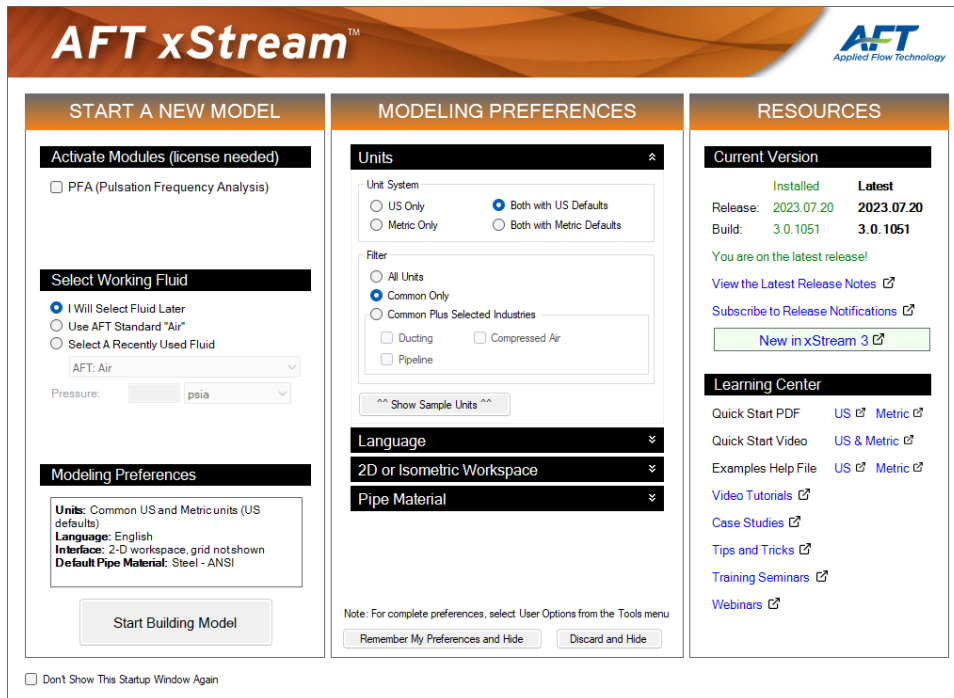 AFT xStream™
AFT
Applied Flow Technology
START A NEW MODEL
Activate Modules (license needed)
PFA (Pulsation Frequency Analysis)
Select Working Fluid
I Will Select Fluid Later
Use AFT Standard "Air"
Select A Recently Used Fluid
AFT: Air
Pressure: psia
Modeling Preferences
Units: Common US and Metric units (US
defaults)
Language: English
Interface: 2-D workspace, grid not shown
Default Pipe Material: Steel - ANSI
Start Building Model
MODELING PREFERENCES
Units
Unit System
US Only Both with US Defaults
Metric Only Both with Metric Defaults
Filter
All Units
Common Only
Common Plus Selected Industries
Ducting Compressed Air
Pipeline
^^ Show Sample Units ^^
Language
2D or Isometric Workspace
Pipe Material
Note: For complete preferences, select User Options from the Tools menu
Remember My Preferences and Hide Discard and Hide
RESOURCES
Current Version
Installed Latest
Release: 2023.07.20 2023.07.20
Build: 3.0.1051 3.0.1051
You are on the latest release!
View the Latest Release Notes
Subscribe to Release Notifications
New in xStream 3
Learning Center
Quick Start PDF US Metric
Quick Start Video US & Metric
Examples Help File US Metric
Video Tutorials
Case Studies
Tips and Tricks
Training Seminars
Webinars
Don't Show This Startup Window Again